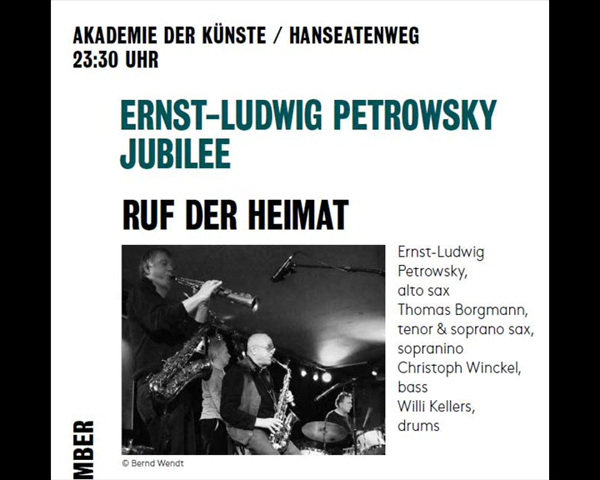 AKADEMIE DER KÜNSTE / HANSEATENWEG
23:30 UHR
ERNST-LUDWIG PETROWSKY
JUBILEE
RUF DER HEIMAT
Ernst-Ludwig
Petrowsky,
alto sax
Thomas Borgmann,
tenor & soprano sax,
sopranino
Christoph Winckel,
bass
Willi Kellers,
drums
MBER
© Bernd Wendt